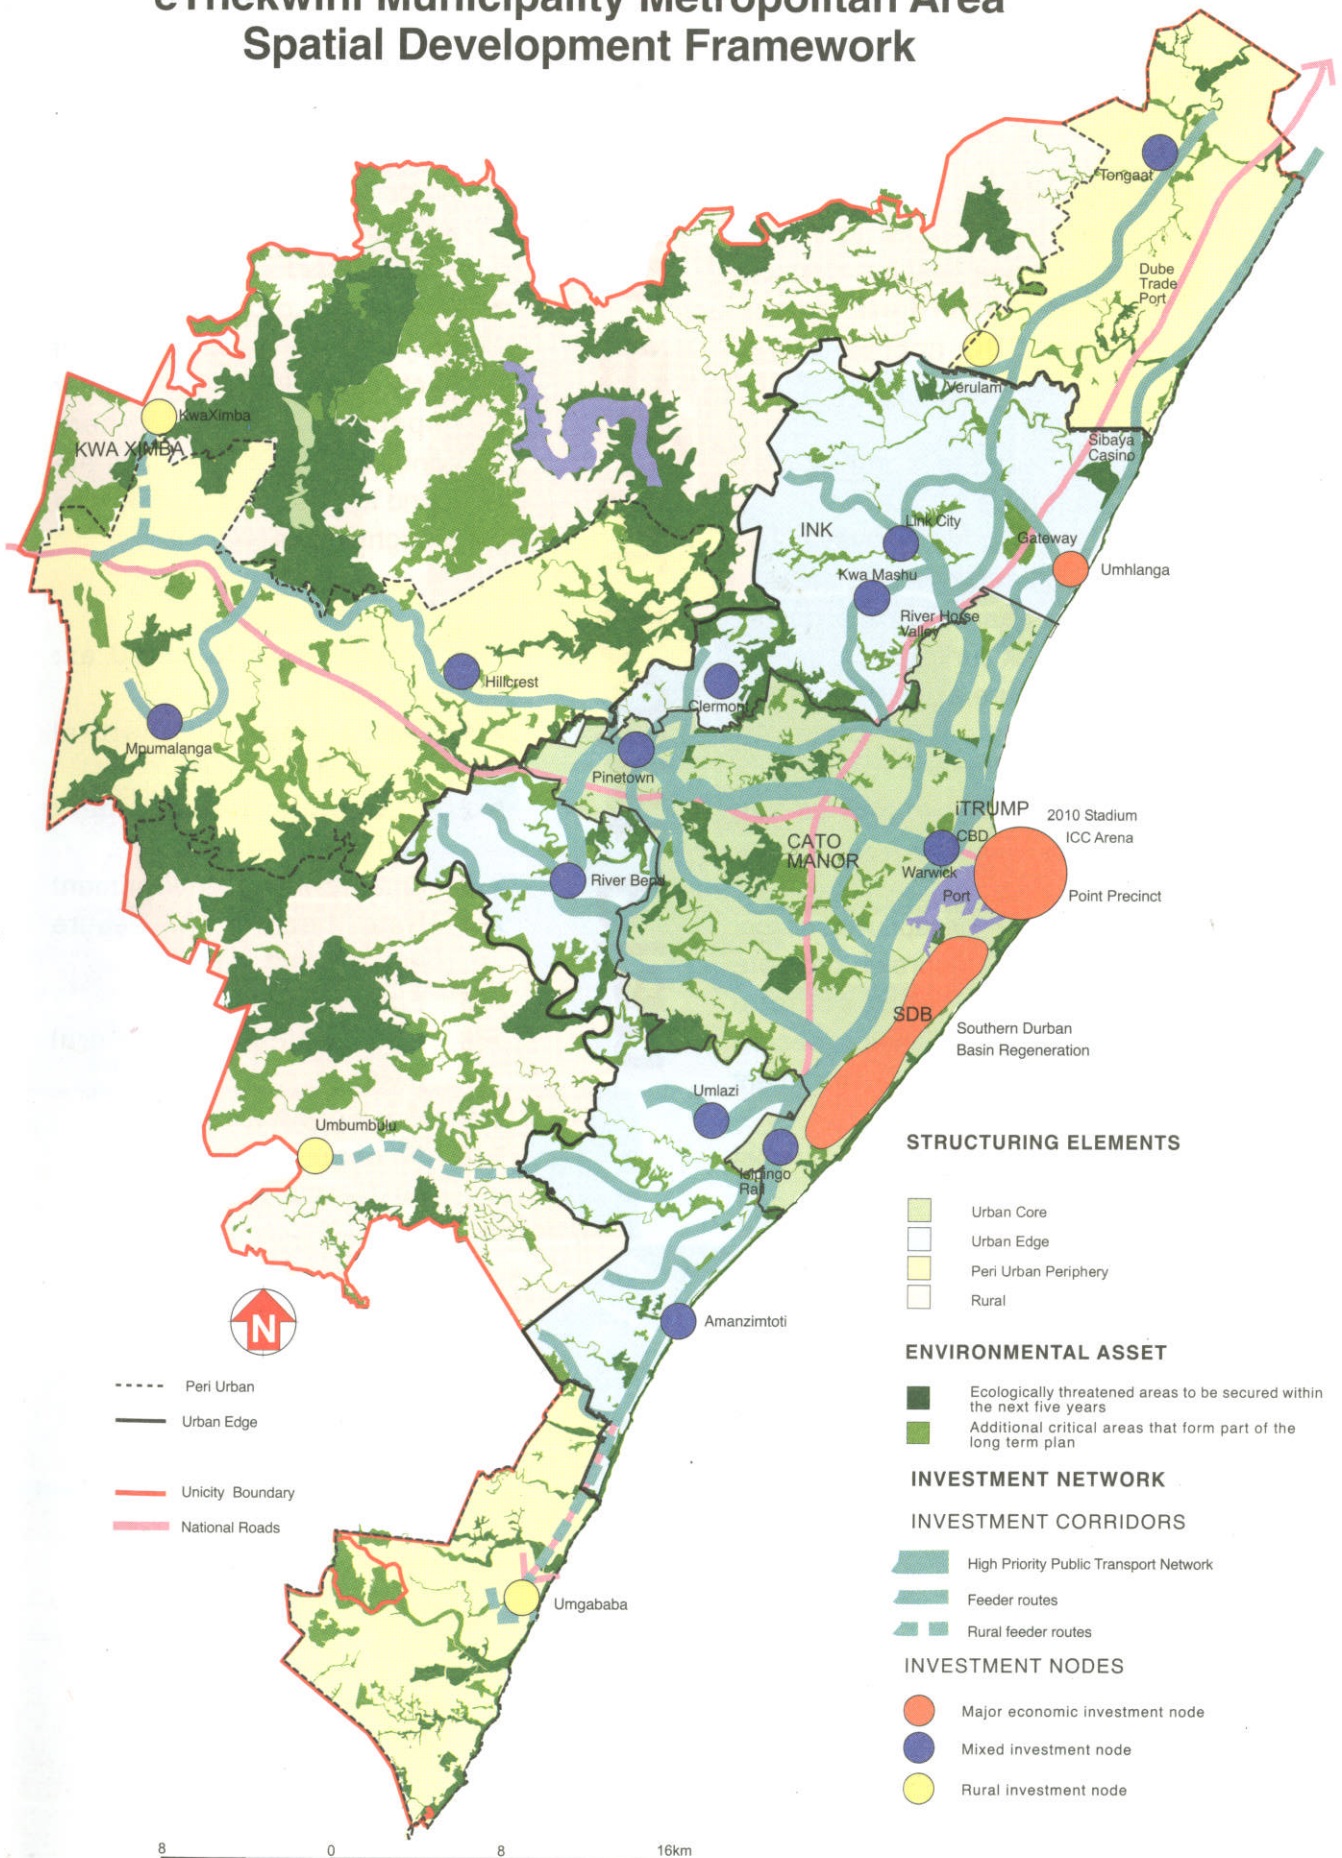 eThekwini Municipality Metropolitan Area
Spatial Development Framework
Tongaat
Dube
Trade
Port
Verulam
KwaXimba
KWA XIMBA
Sibaya
Casino
INK
Link City
Gateway
Umhlanga
Kwa Mashu
River Horse
Valley
Hillcrest
Clermont
Mpumalanga
Pinetown
iTRUMP
2010 Stadium
ICC Arena
CBD
CATO
MANOR
Warwick
River Bend
Port
Point Precinct
SDB
Southern Durban
Basin Regeneration
Umlazi
Umbumbulu
Isipingo
Rail
Amanzimtoti
Umgababa
N
Peri Urban
Urban Edge
Unicity Boundary
National Roads
STRUCTURING ELEMENTS
Urban Core
Urban Edge
Peri Urban Periphery
Rural
ENVIRONMENTAL ASSET
Ecologically threatened areas to be secured within
the next five years
Additional critical areas that form part of the
long term plan
INVESTMENT NETWORK
INVESTMENT CORRIDORS
High Priority Public Transport Network
Feeder routes
Rural feeder routes
INVESTMENT NODES
Major economic investment node
Mixed investment node
Rural investment node
8 0 8 16km